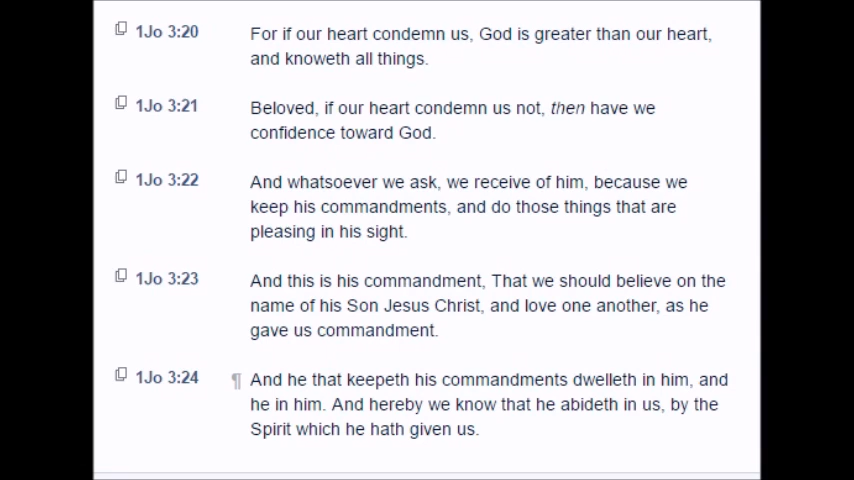 1Jo 3:20 For if our heart condemn us, God is greater than our heart,
and knoweth all things.
1Jo 3:21 Beloved, if our heart condemn us not, then have we
confidence toward God.
1Jo 3:22 And whatsoever we ask, we receive of him, because we
keep his commandments, and do those things that are
pleasing in his sight.
1Jo 3:23 And this is his commandment, That we should believe on the
name of his Son Jesus Christ, and love one another, as he
gave us commandment.
1Jo 3:24 ¶ And he that keepeth his commandments dwelleth in him, and
he in him. And hereby we know that he abideth in us, by the
Spirit which he hath given us.